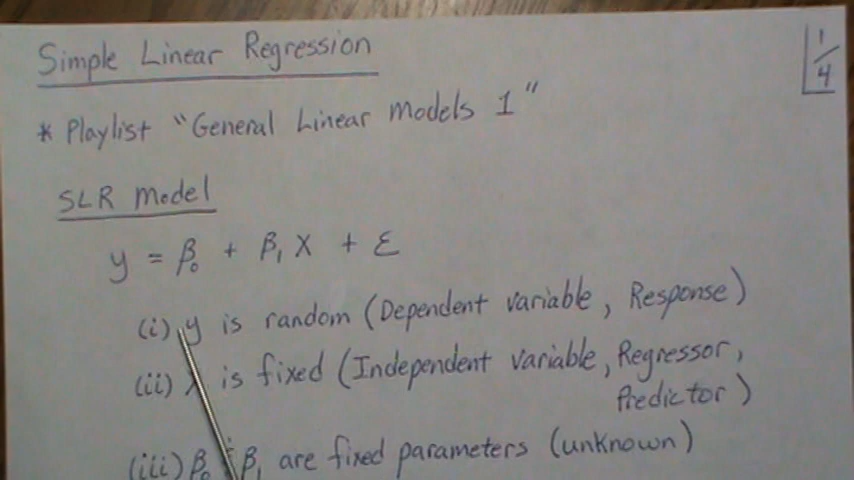 Simple Linear Regression
1/4
* Playlist "General Linear Models 1"
SLR Model
y = β₀ + β₁ X + ε
(i) y is random (Dependent variable, Response)
(ii) X is fixed (Independent variable, Regressor,
Predictor)
(iii) β₀ β₁ are fixed parameters (unknown)